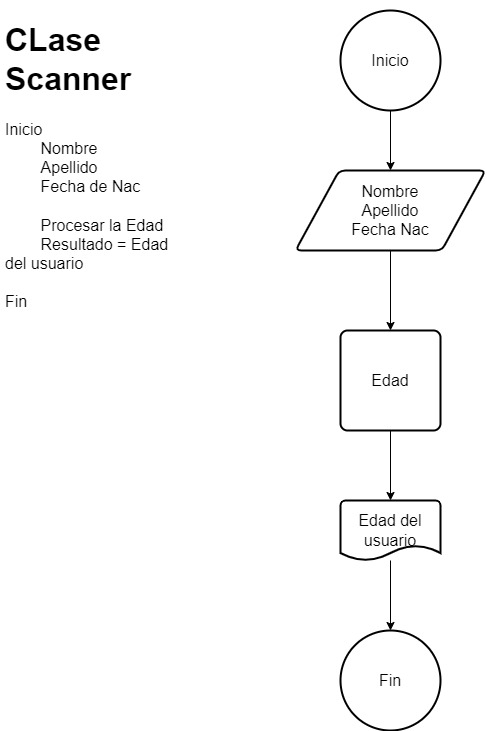 CLase
Scanner
Inicio
Nombre
Apellido
Fecha de Nac
Procesar la Edad
Resultado = Edad
del usuario
Fin
Inicio
Nombre
Apellido
Fecha Nac
Edad
Edad del
usuario
Fin